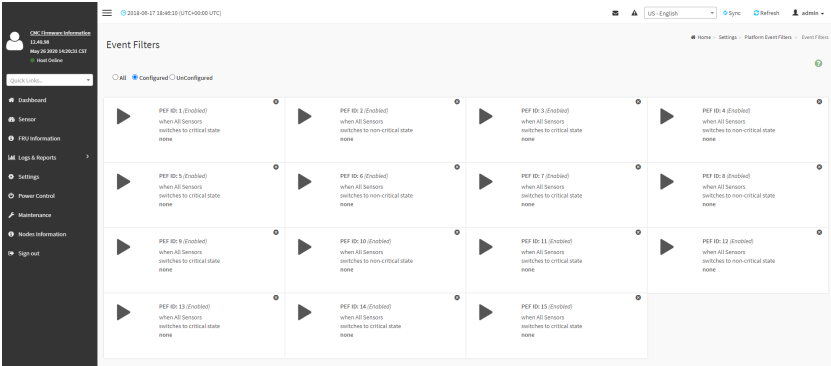 2018-06-17 18:46:10 (UTC+00:00 UTC)
US - English
Sync
Refresh
admin
CMC Firmware Information
12.46.98
May 26 2020 14:20:31 CST
Host Online
Quick Links...
Dashboard
Sensor
FRU Information
Logs & Reports
Settings
Power Control
Maintenance
Nodes Information
Sign out
Event Filters
Home - Settings - Platform Event Filters - Event Filters
All Configured UnConfigured
PEF ID: 1 (Enabled)
when All Sensors
switches to critical state
none
PEF ID: 2 (Enabled)
when All Sensors
switches to non-critical state
none
PEF ID: 3 (Enabled)
when All Sensors
switches to critical state
none
PEF ID: 4 (Enabled)
when All Sensors
switches to non-critical state
none
PEF ID: 5 (Enabled)
when All Sensors
switches to critical state
none
PEF ID: 6 (Enabled)
when All Sensors
switches to non-critical state
none
PEF ID: 7 (Enabled)
when All Sensors
switches to critical state
none
PEF ID: 8 (Enabled)
when All Sensors
switches to non-critical state
none
PEF ID: 9 (Enabled)
when All Sensors
switches to critical state
none
PEF ID: 10 (Enabled)
when All Sensors
switches to non-critical state
none
PEF ID: 11 (Enabled)
when All Sensors
switches to critical state
none
PEF ID: 12 (Enabled)
when All Sensors
switches to non-critical state
none
PEF ID: 13 (Enabled)
when All Sensors
switches to critical state
none
PEF ID: 14 (Enabled)
when All Sensors
switches to critical state
none
PEF ID: 15 (Enabled)
when All Sensors
switches to critical state
none